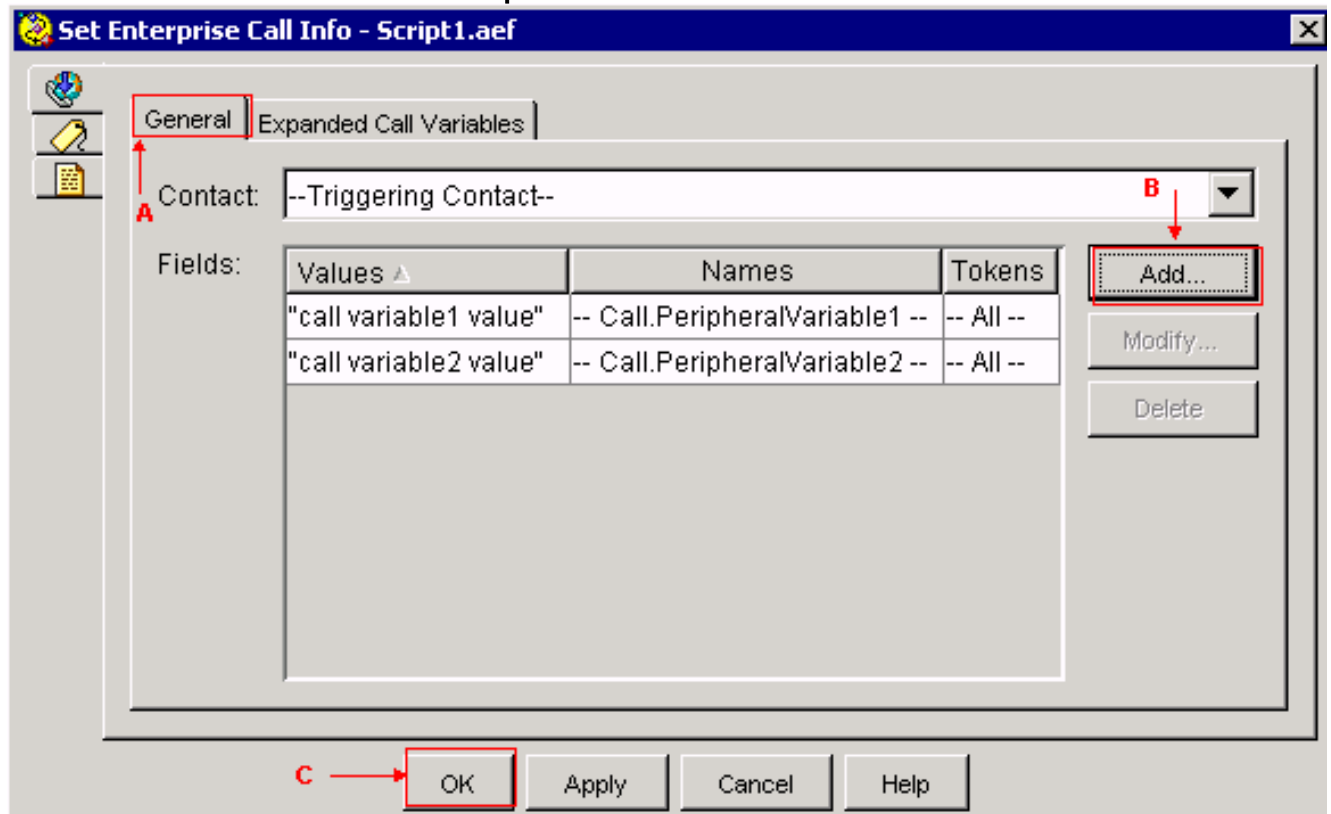 Set Enterprise Call Info - Script1.aef
General Expanded Call Variables
A
Contact: --Triggering Contact--
B
Fields:
Values Names Tokens
"call variable1 value" -- Call.PeripheralVariable1 -- -- All --
"call variable2 value" -- Call.PeripheralVariable2 -- -- All --
Add...
Modify...
Delete
C
OK Apply Cancel Help